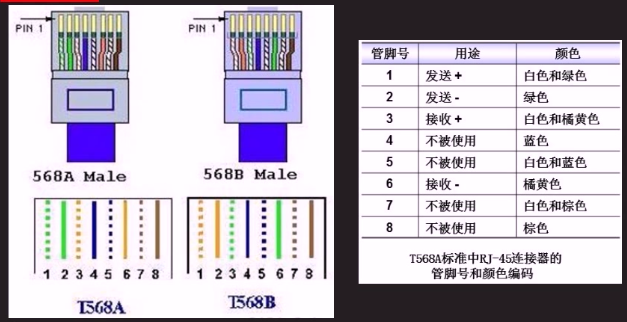 PIN 1
PIN 1
568A Male
568B Male
1 2 3 4 5 6 7 8
1 2 3 4 5 6 7 8
T568A
T568B
管脚号 用途 颜色
1 发送+ 白色和绿色
2 发送- 绿色
3 接收+ 白色和橘黄色
4 不被使用 蓝色
5 不被使用 白色和蓝色
6 接收- 橘黄色
7 不被使用 白色和棕色
8 不被使用 棕色
T568A标准中RJ-45连接器的
管脚号和颜色编码